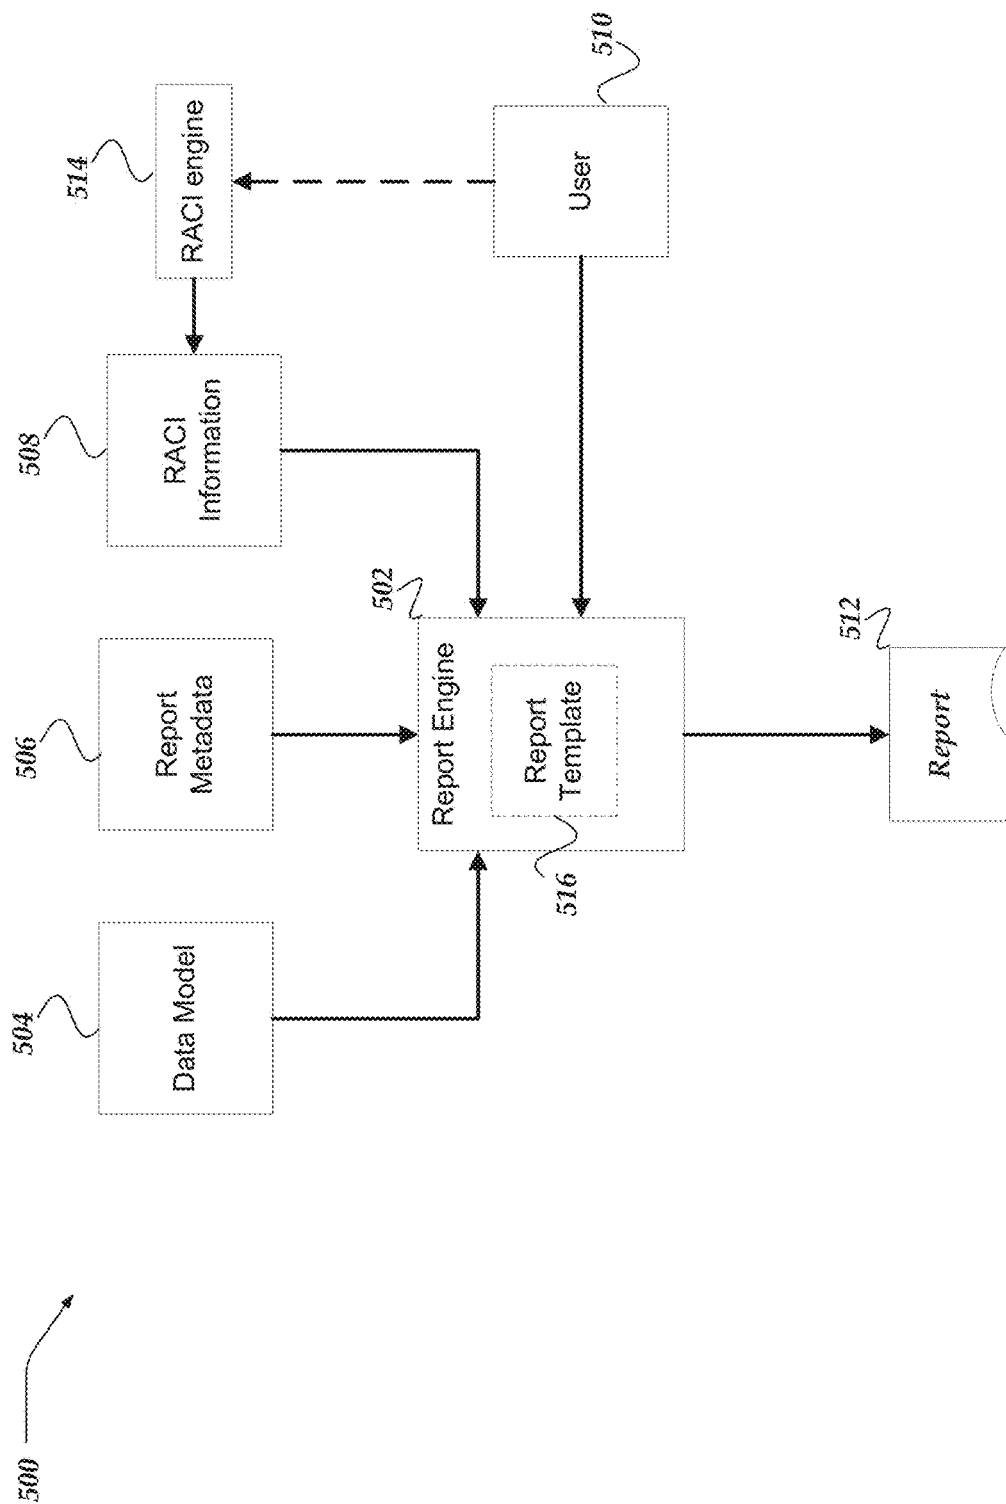 500
504
Data Model
506
Report
Metadata
508
RACI
Information
514
RACI engine
502
Report Engine
Report
Template
516
User
510
512
Report